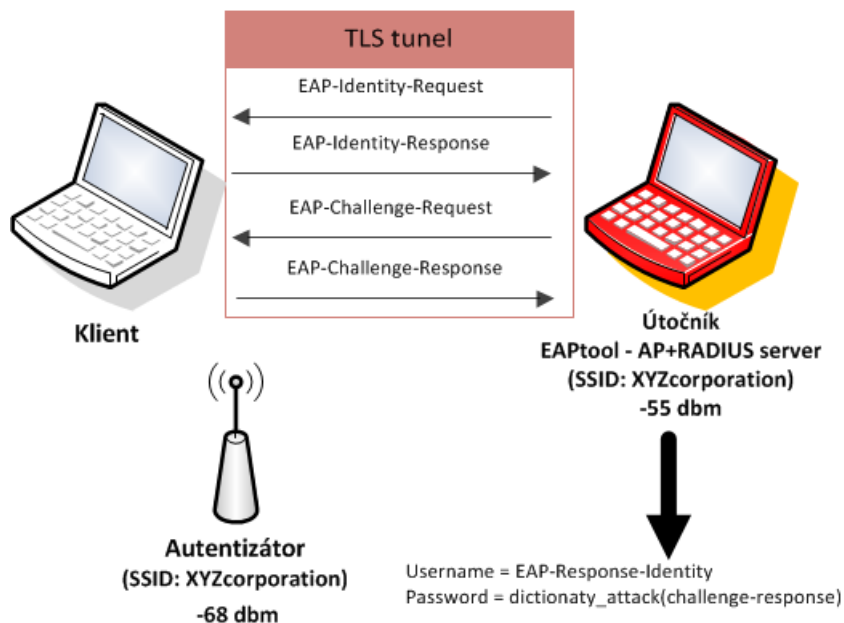 TLS tunel
EAP-Identity-Request
EAP-Identity-Response
EAP-Challenge-Request
EAP-Challenge-Response
Klient
Útočník
EAPtool - AP+RADIUS server
(SSID: XYZcorporation)
-55 dbm
Autentizátor
(SSID: XYZcorporation)
-68 dbm
Username = EAP-Response-Identity
Password = dictionaty_attack(challenge-response)